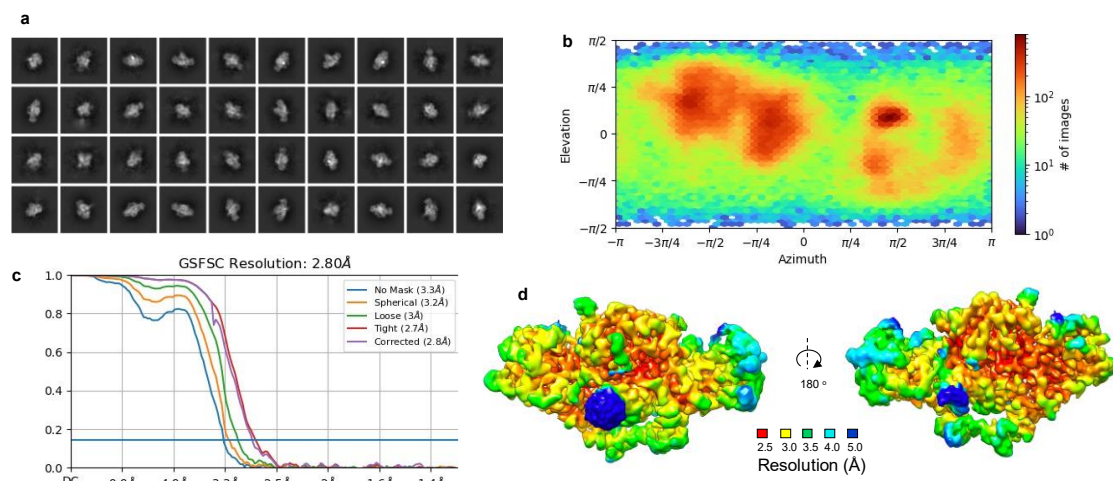 a
b
π/2
π/4
0
−π/4
−π/2
Elevation
−π
−3π/4
−π/2
−π/4
0
π/4
π/2
3π/4
π
Azimuth
10²
10¹
10⁰
# of images
c
GSFSC Resolution: 2.80Å
1.0
0.8
0.6
0.4
0.2
0.0
No Mask (3.3Å)
Spherical (3.2Å)
Loose (3Å)
Tight (2.7Å)
Corrected (2.8Å)
d
180 °
2.5 3.0 3.5 4.0 5.0
Resolution (Å)